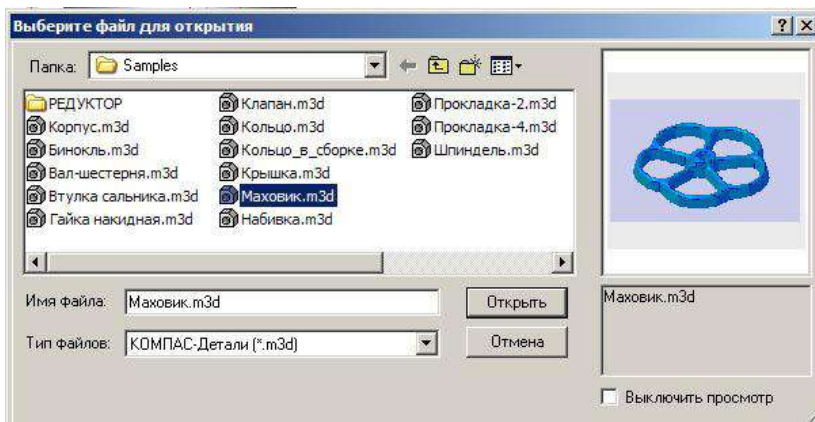 Выберите файл для открытия
Папка: Samples
РЕДУКТОР Клапан.m3d Прокладка-2.m3d
Корпус.m3d Кольцо.m3d Прокладка-4.m3d
Бинокль.m3d Кольцо_в_сборке.m3d Шпиндель.m3d
Вал-шестерня.m3d Крышка.m3d
Втулка сальника.m3d Маховик.m3d
Гайка накидная.m3d Набивка.m3d
Имя файла: Маховик.m3d Открыть Маховик.m3d
Тип файлов: КОМПАС-Детали (*.m3d) Отмена
Выключить просмотр